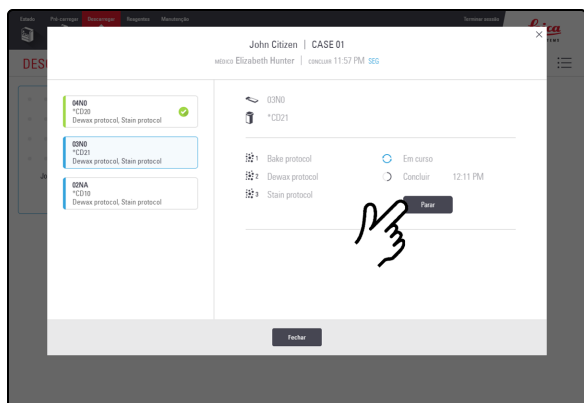 Estado Pré-carregar Descarregar Reagentes Manutenção Terminar sessão
Leica
John Citizen | CASE 01
MÉDICO Elizabeth Hunter | CONCLUIR 11:57 PM SEG
DES
04N0
*CD20
Dewax protocol, Stain protocol
03N0
*CD21
Dewax protocol, Stain protocol
02NA
*CD10
Dewax protocol, Stain protocol
Jo
03N0
*CD21
1 Bake protocol Em curso
2 Dewax protocol Concluir 12:11 PM
3 Stain protocol
Parar
Fechar